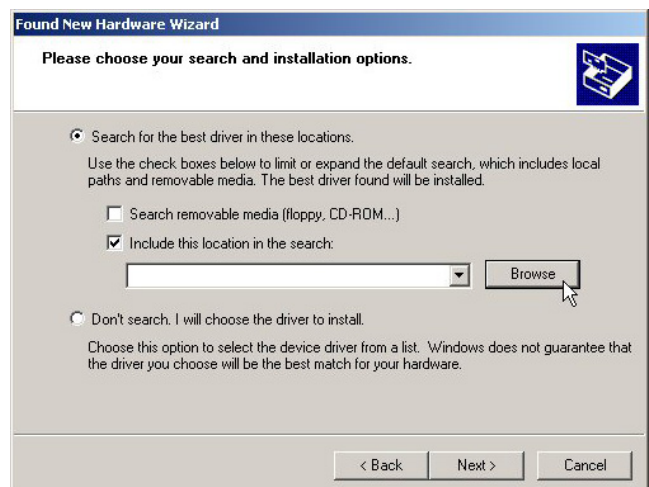 Found New Hardware Wizard
Please choose your search and installation options.
Search for the best driver in these locations.
Use the check boxes below to limit or expand the default search, which includes local
paths and removable media. The best driver found will be installed.
Search removable media (floppy, CD-ROM...)
Include this location in the search:
Browse
Don't search. I will choose the driver to install.
Choose this option to select the device driver from a list. Windows does not guarantee that
the driver you choose will be the best match for your hardware.
< Back Next > Cancel